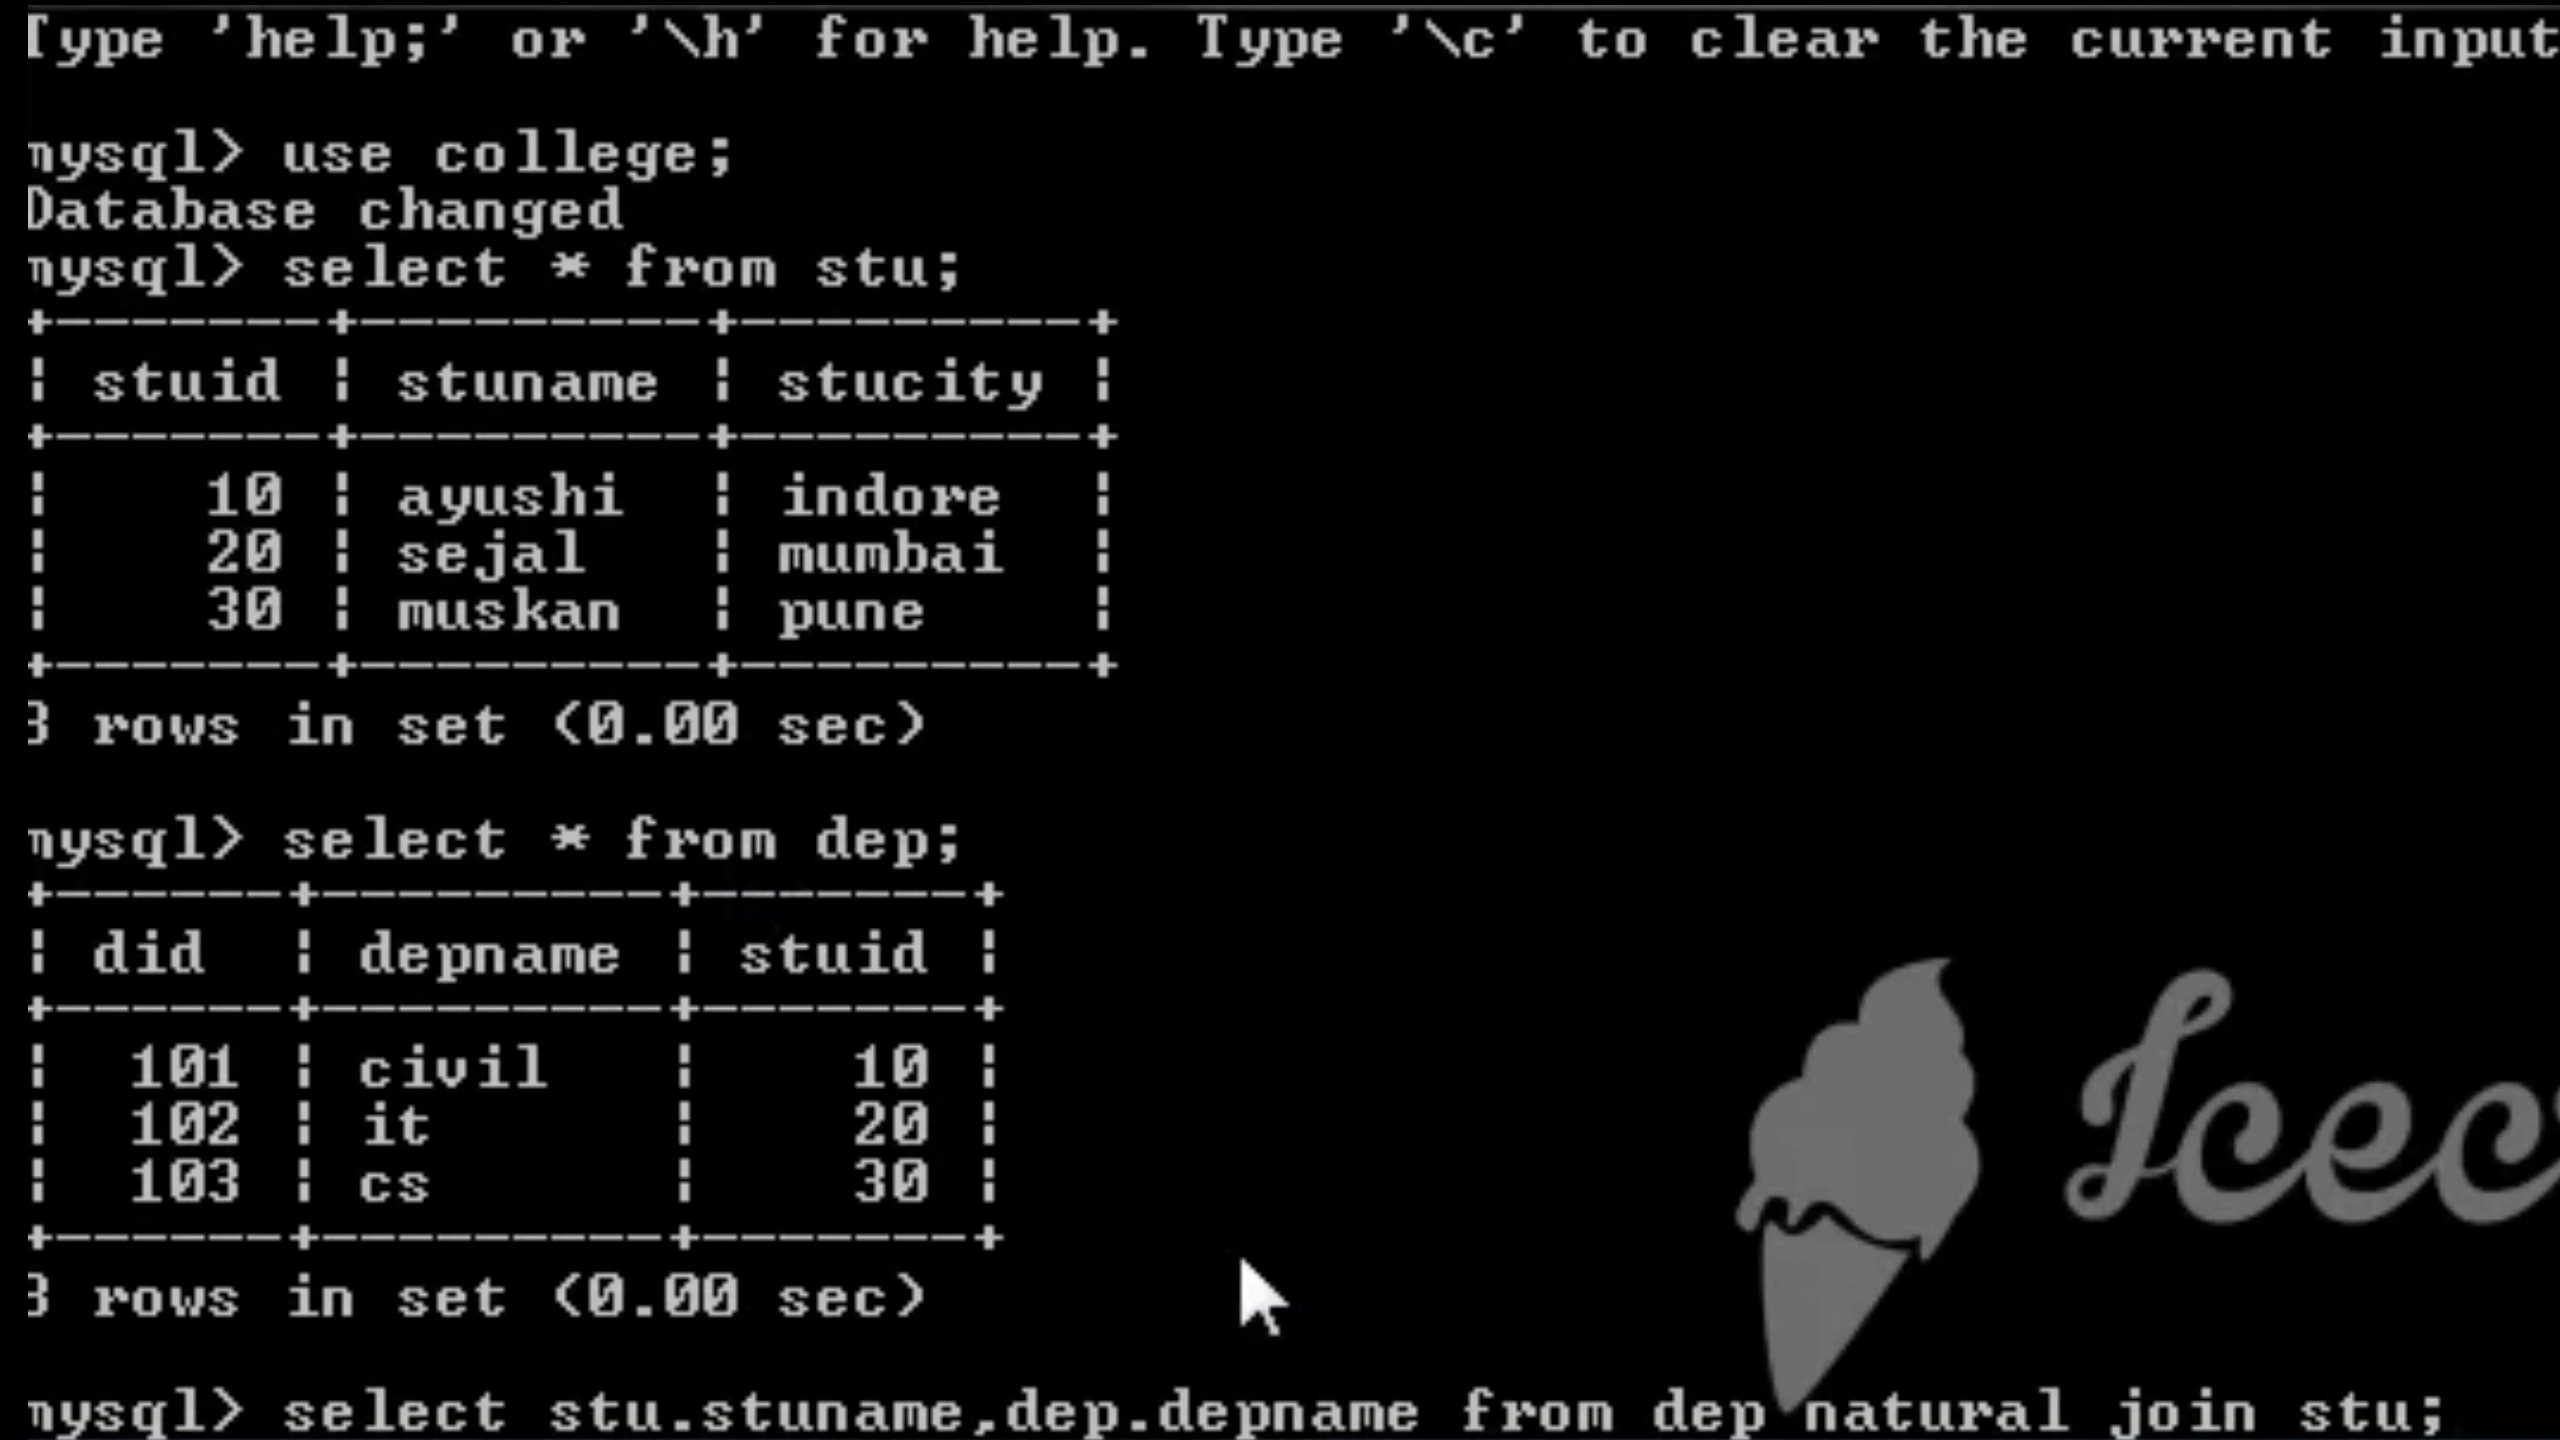 Type 'help;' or '\h' for help. Type '\c' to clear the current input
mysql> use college;
Database changed
mysql> select * from stu;
+-------+---------+---------+
| stuid | stuname | stucity |
+-------+---------+---------+
| 10 | ayushi | indore |
| 20 | sejal | mumbai |
| 30 | muskan | pune |
+-------+---------+---------+
3 rows in set (0.00 sec)
mysql> select * from dep;
+------+---------+-------+
| did | depname | stuid |
+------+---------+-------+
| 101 | civil | 10 |
| 102 | it | 20 |
| 103 | cs | 30 |
+------+---------+-------+
3 rows in set (0.00 sec)
Icec
mysql> select stu.stuname,dep.depname from dep natural join stu;